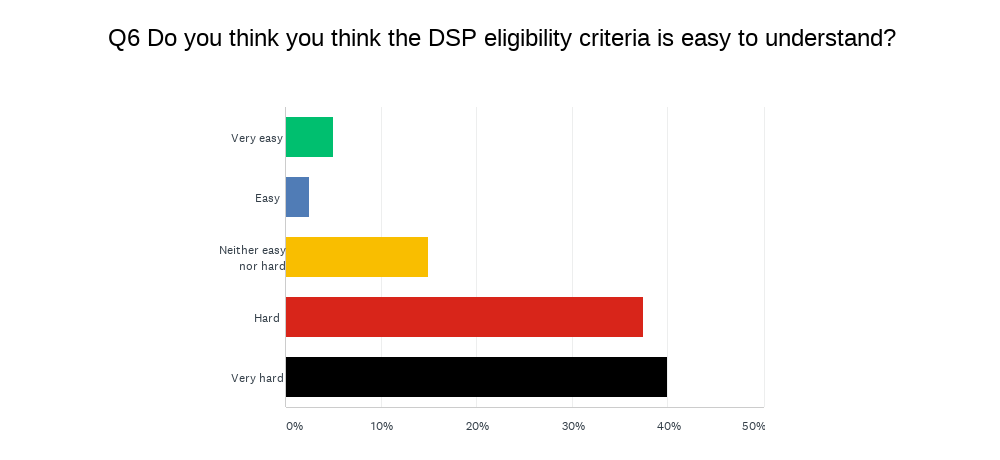 Q6 Do you think you think the DSP eligibility criteria is easy to understand?
Very easy
Easy
Neither easy
nor hard
Hard
Very hard
0% 10% 20% 30% 40% 50%